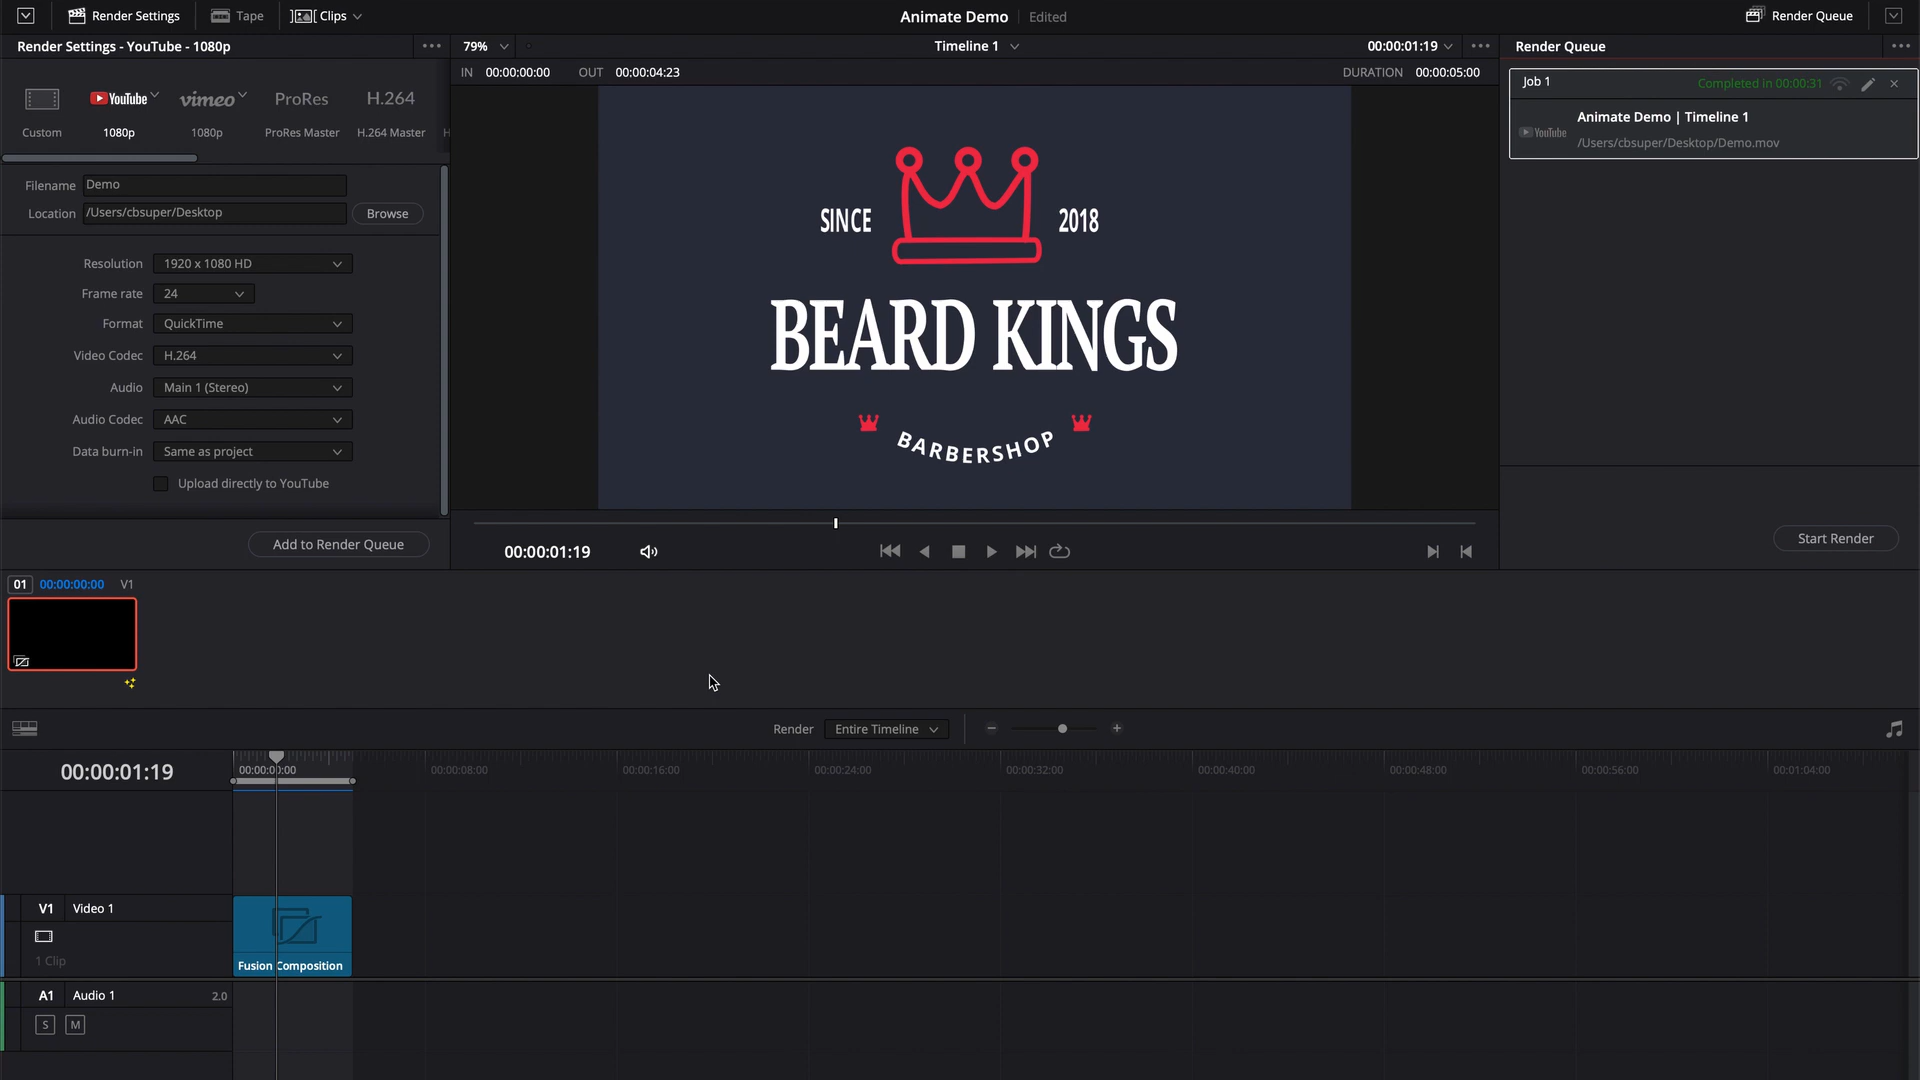 Render Settings
Tape
Clips
Animate Demo
Edited
Render Queue
Render Settings - YouTube - 1080p
79%
Timeline 1
00:00:01:19
Render Queue
IN 00:00:00:00 OUT 00:00:04:23
DURATION 00:00:05:00
YouTube
vimeo
ProRes
H.264
Custom
1080p
1080p
ProRes Master
H.264 Master
H
Job 1
Completed in 00:00:31
Animate Demo | Timeline 1
YouTube
/Users/cbsuper/Desktop/Demo.mov
Filename Demo
Location /Users/cbsuper/Desktop
Browse
Resolution 1920 x 1080 HD
Frame rate 24
Format QuickTime
Video Codec H.264
Audio Main 1 (Stereo)
Audio Codec AAC
Data burn-in Same as project
Upload directly to YouTube
Add to Render Queue
SINCE
2018
BEARD KINGS
BARBERSHOP
00:00:01:19
Start Render
01 00:00:00:00 V1
Render Entire Timeline
00:00:01:19
00:00:00:00
00:00:08:00
00:00:16:00
00:00:24:00
00:00:32:00
00:00:40:00
00:00:48:00
00:00:56:00
00:01:04:00
V1 Video 1
1 Clip
Fusion Composition
A1 Audio 1 2.0
S M